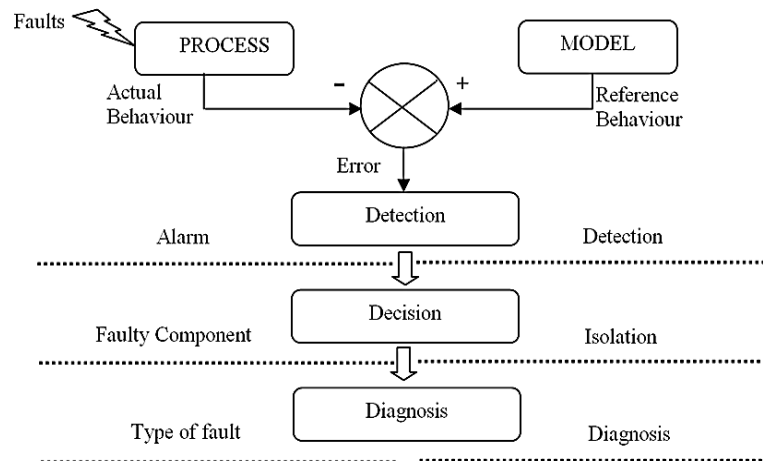 Faults
PROCESS
MODEL
Actual
Behaviour
-
+
Reference
Behaviour
Error
Detection
Alarm
Detection
Decision
Faulty Component
Isolation
Diagnosis
Type of fault
Diagnosis